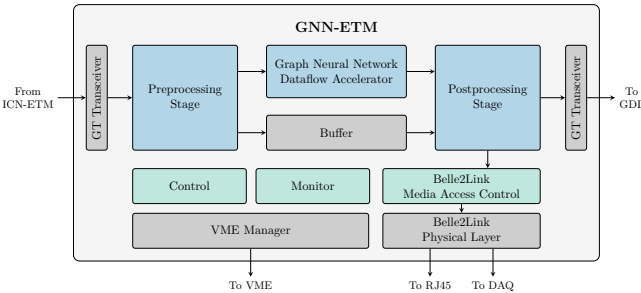 GNN-ETM
From
ICN-ETM
GT Transceiver
Preprocessing
Stage
Graph Neural Network
Dataflow Accelerator
Buffer
Postprocessing
Stage
GT Transceiver
To
GDI
Control
Monitor
Belle2Link
Media Access Control
VME Manager
Belle2Link
Physical Layer
To VME
To RJ45
To DAQ